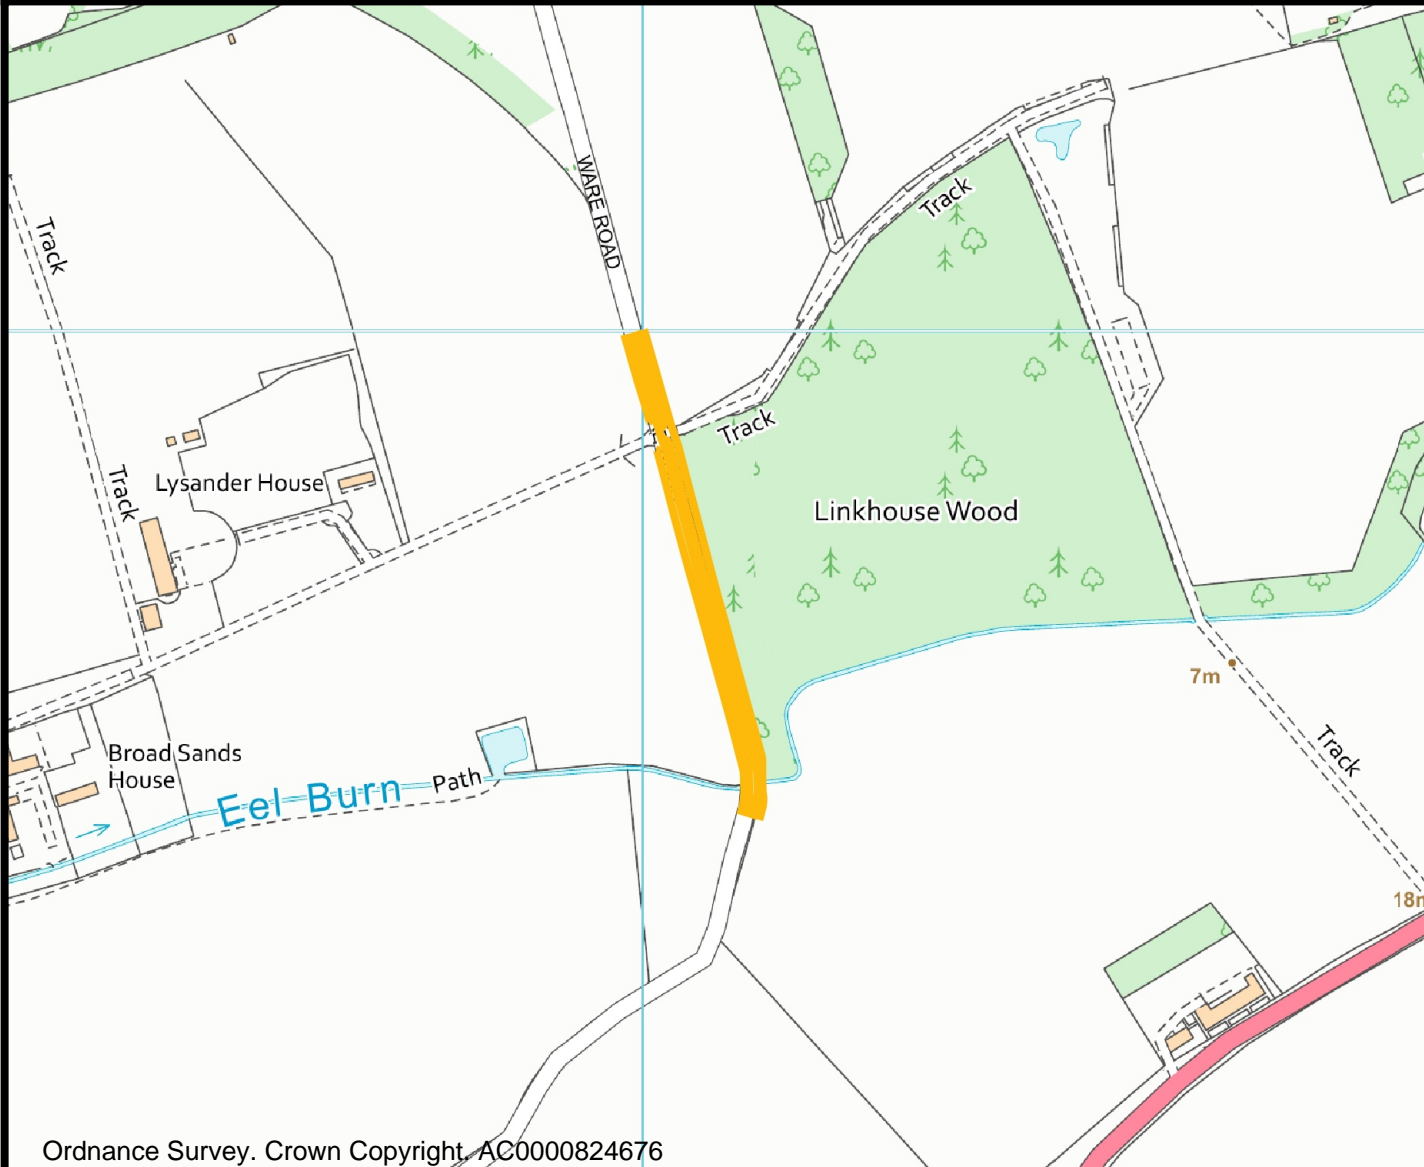 WARE ROAD
Track
Track
Track
Track
Lysander House
Linkhouse Wood
7m
Track
Broad Sands
House
Eel Burn
Path
Ordnance Survey. Crown Copyright. AC0000824676